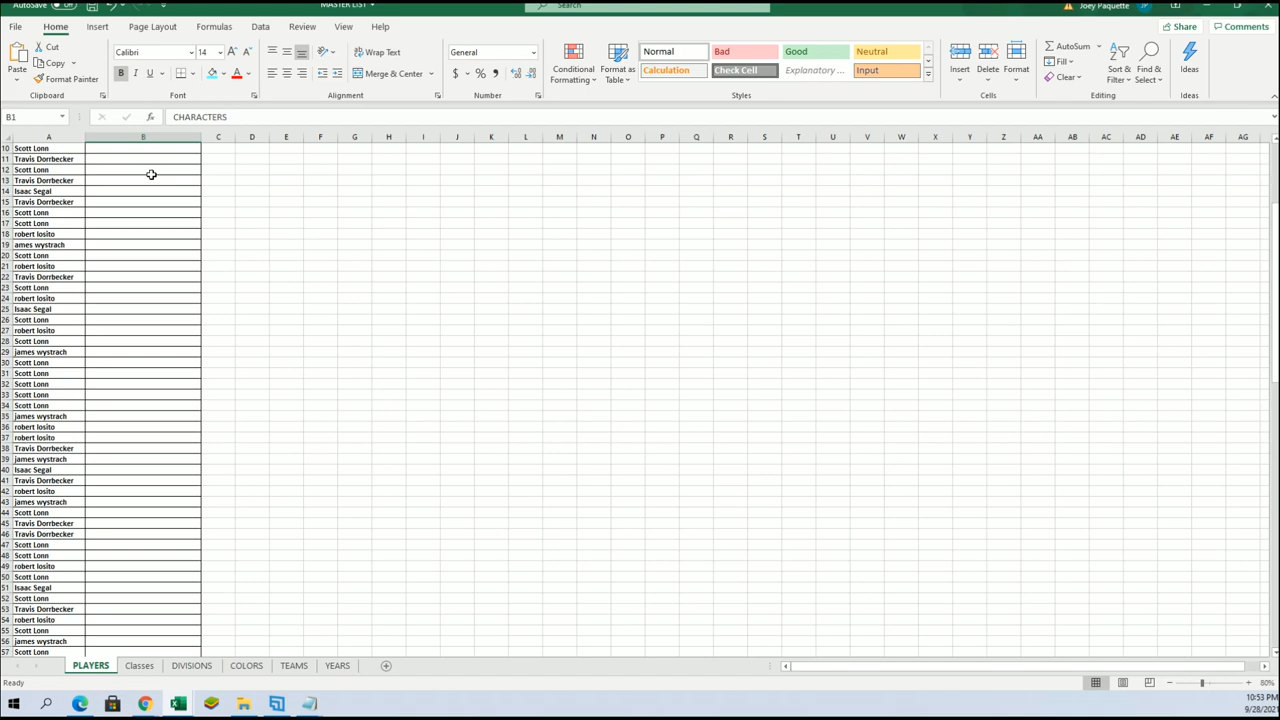 AutoSave Off MASTER LIST Search Joey Paquette JP
File Home Insert Page Layout Formulas Data Review View Help Share Comments
Paste Cut Copy Format Painter Clipboard
Calibri 14 B I U A Font
Wrap Text Merge & Center Alignment
General $ % , Number
Conditional Formatting Format as Table Normal Bad Good Neutral Calculation Check Cell Explanatory ... Input Styles
Insert Delete Format Cells
AutoSum Fill Clear Sort & Filter Find & Select Editing
Ideas Ideas
B1 fx CHARACTERS
A B C D E F G H I J K L M N O P Q R S T U V W X Y Z AA AB AC AD AE AF AG
10 Scott Lonn
11 Travis Dorrbecker
12 Scott Lonn
13 Travis Dorrbecker
14 Isaac Segal
15 Travis Dorrbecker
16 Scott Lonn
17 Scott Lonn
18 robert losito
19 ames wystrach
20 Scott Lonn
21 robert losito
22 Travis Dorrbecker
23 Scott Lonn
24 robert losito
25 Isaac Segal
26 Scott Lonn
27 robert losito
28 Scott Lonn
29 james wystrach
30 Scott Lonn
31 Scott Lonn
32 Scott Lonn
33 Scott Lonn
34 Scott Lonn
35 james wystrach
36 robert losito
37 robert losito
38 Travis Dorrbecker
39 james wystrach
40 Isaac Segal
41 Travis Dorrbecker
42 robert losito
43 james wystrach
44 Scott Lonn
45 Travis Dorrbecker
46 Travis Dorrbecker
47 Scott Lonn
48 Scott Lonn
49 robert losito
50 Scott Lonn
51 Isaac Segal
52 Scott Lonn
53 Travis Dorrbecker
54 robert losito
55 Scott Lonn
56 james wystrach
57 Scott Lonn
PLAYERS Classes DIVISIONS COLORS TEAMS YEARS
Ready 80%
10:53 PM
9/28/2021